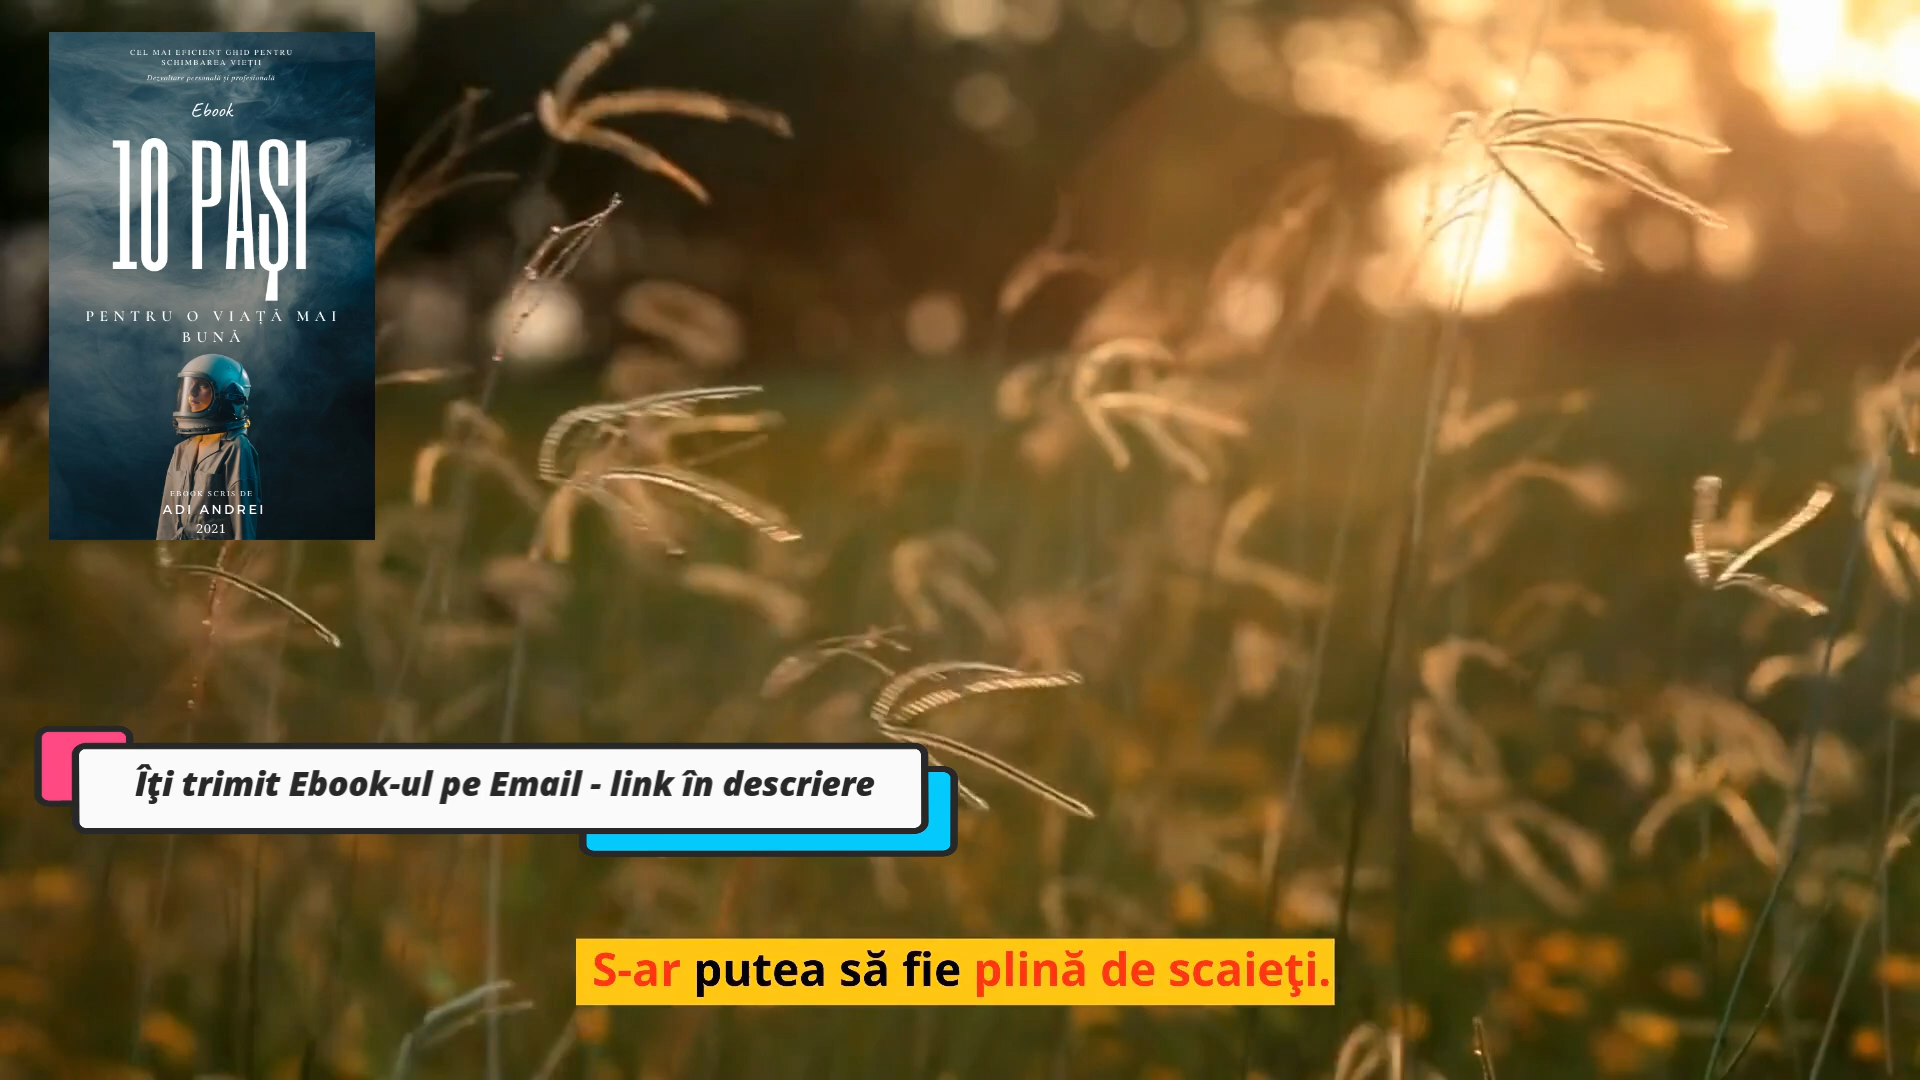 CEL MAI EFICIENT GHID PENTRU
SCHIMBAREA VIEȚII
Dezvoltare personală și profesională
Ebook
10 PAȘI
PENTRU O VIAȚĂ MAI
BUNĂ
EBOOK SCRIS DE
ADI ANDREI
2021
Îţi trimit Ebook-ul pe Email - link în descriere
S-ar putea să fie plină de scaieţi.